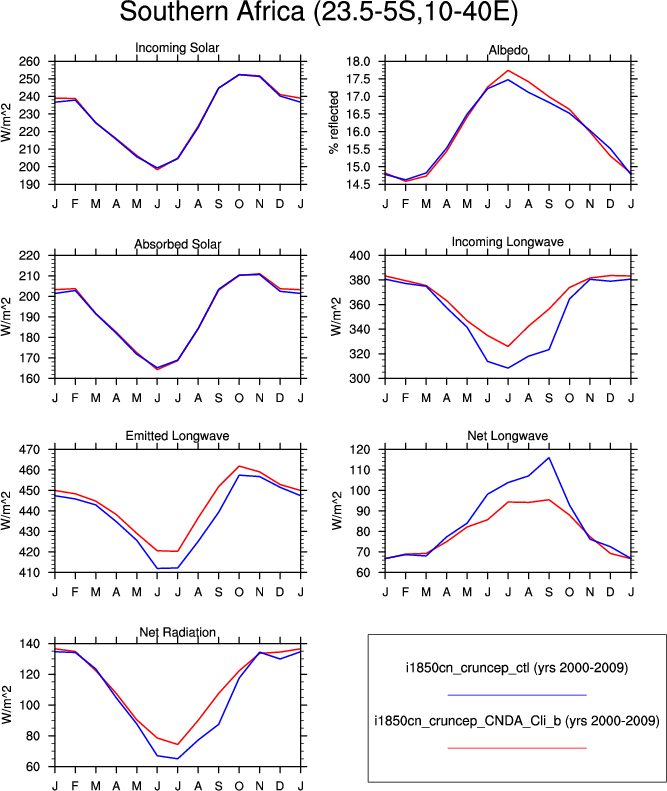 Southern Africa (23.5-5S,10-40E)
Incoming Solar
W/m^2
260
250
240
230
220
210
200
190
J F M A M J J A S O N D J
Albedo
% reflected
18.0
17.5
17.0
16.5
16.0
15.5
15.0
14.5
J F M A M J J A S O N D J
Absorbed Solar
W/m^2
220
210
200
190
180
170
160
J F M A M J J A S O N D J
Incoming Longwave
W/m^2
400
380
360
340
320
300
J F M A M J J A S O N D J
Emitted Longwave
W/m^2
470
460
450
440
430
420
410
J F M A M J J A S O N D J
Net Longwave
W/m^2
120
110
100
90
80
70
60
J F M A M J J A S O N D J
Net Radiation
W/m^2
140
120
100
80
60
J F M A M J J A S O N D J
i1850cn_cruncep_ctl (yrs 2000-2009)
i1850cn_cruncep_CNDA_Cli_b (yrs 2000-2009)